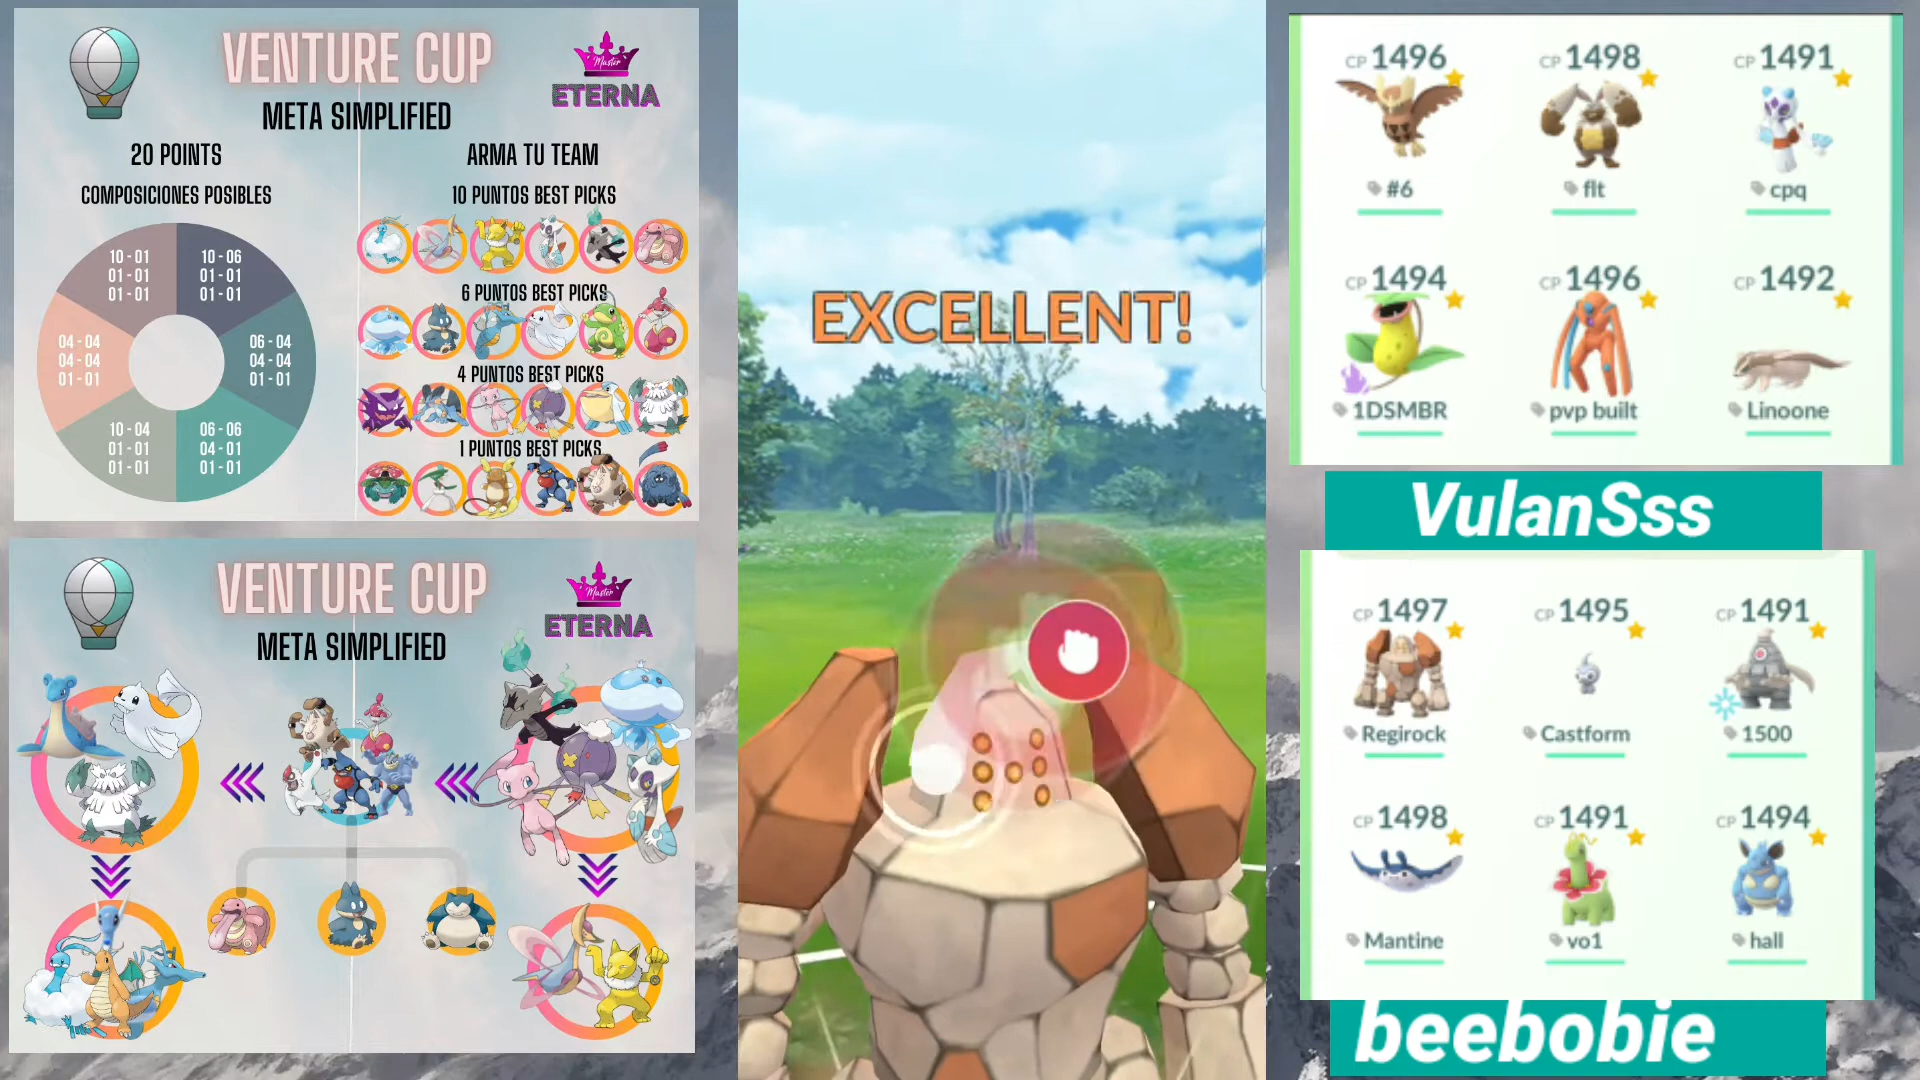 VENTURE CUP
Master
ETERNA
META SIMPLIFIED
20 POINTS
COMPOSICIONES POSIBLES
10 - 01
01 - 01
01 - 01
10 - 06
01 - 01
01 - 01
04 - 04
04 - 04
01 - 01
06 - 04
04 - 04
01 - 01
10 - 04
01 - 01
01 - 01
06 - 06
04 - 01
01 - 01
ARMA TU TEAM
10 PUNTOS BEST PICKS
6 PUNTOS BEST PICKS
4 PUNTOS BEST PICKS
1 PUNTOS BEST PICKS
VENTURE CUP
Master
ETERNA
META SIMPLIFIED
EXCELLENT!
CP 1496
CP 1498
CP 1491
#6
flt
cpq
CP 1494
CP 1496
CP 1492
1DSMBR
pvp built
Linoone
VulanSss
CP 1497
CP 1495
CP 1491
Regirock
Castform
1500
CP 1498
CP 1491
CP 1494
Mantine
vo1
hall
beebobie